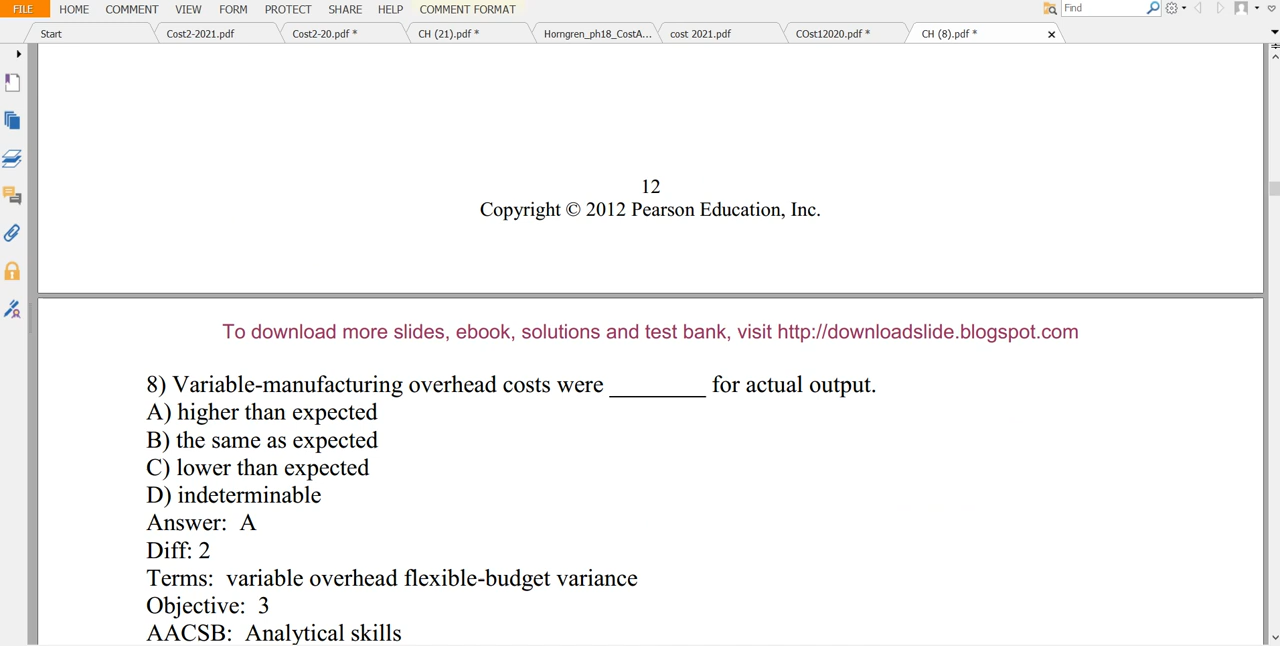 FILE HOME COMMENT VIEW FORM PROTECT SHARE HELP COMMENT FORMAT Find
Start Cost2-2021.pdf Cost2-20.pdf * CH (21).pdf * Horngren_ph18_CostA... cost 2021.pdf COst12020.pdf * CH (8).pdf *
12
Copyright © 2012 Pearson Education, Inc.
To download more slides, ebook, solutions and test bank, visit http://downloadslide.blogspot.com
8) Variable-manufacturing overhead costs were ________ for actual output.
A) higher than expected
B) the same as expected
C) lower than expected
D) indeterminable
Answer: A
Diff: 2
Terms: variable overhead flexible-budget variance
Objective: 3
AACSB: Analytical skills